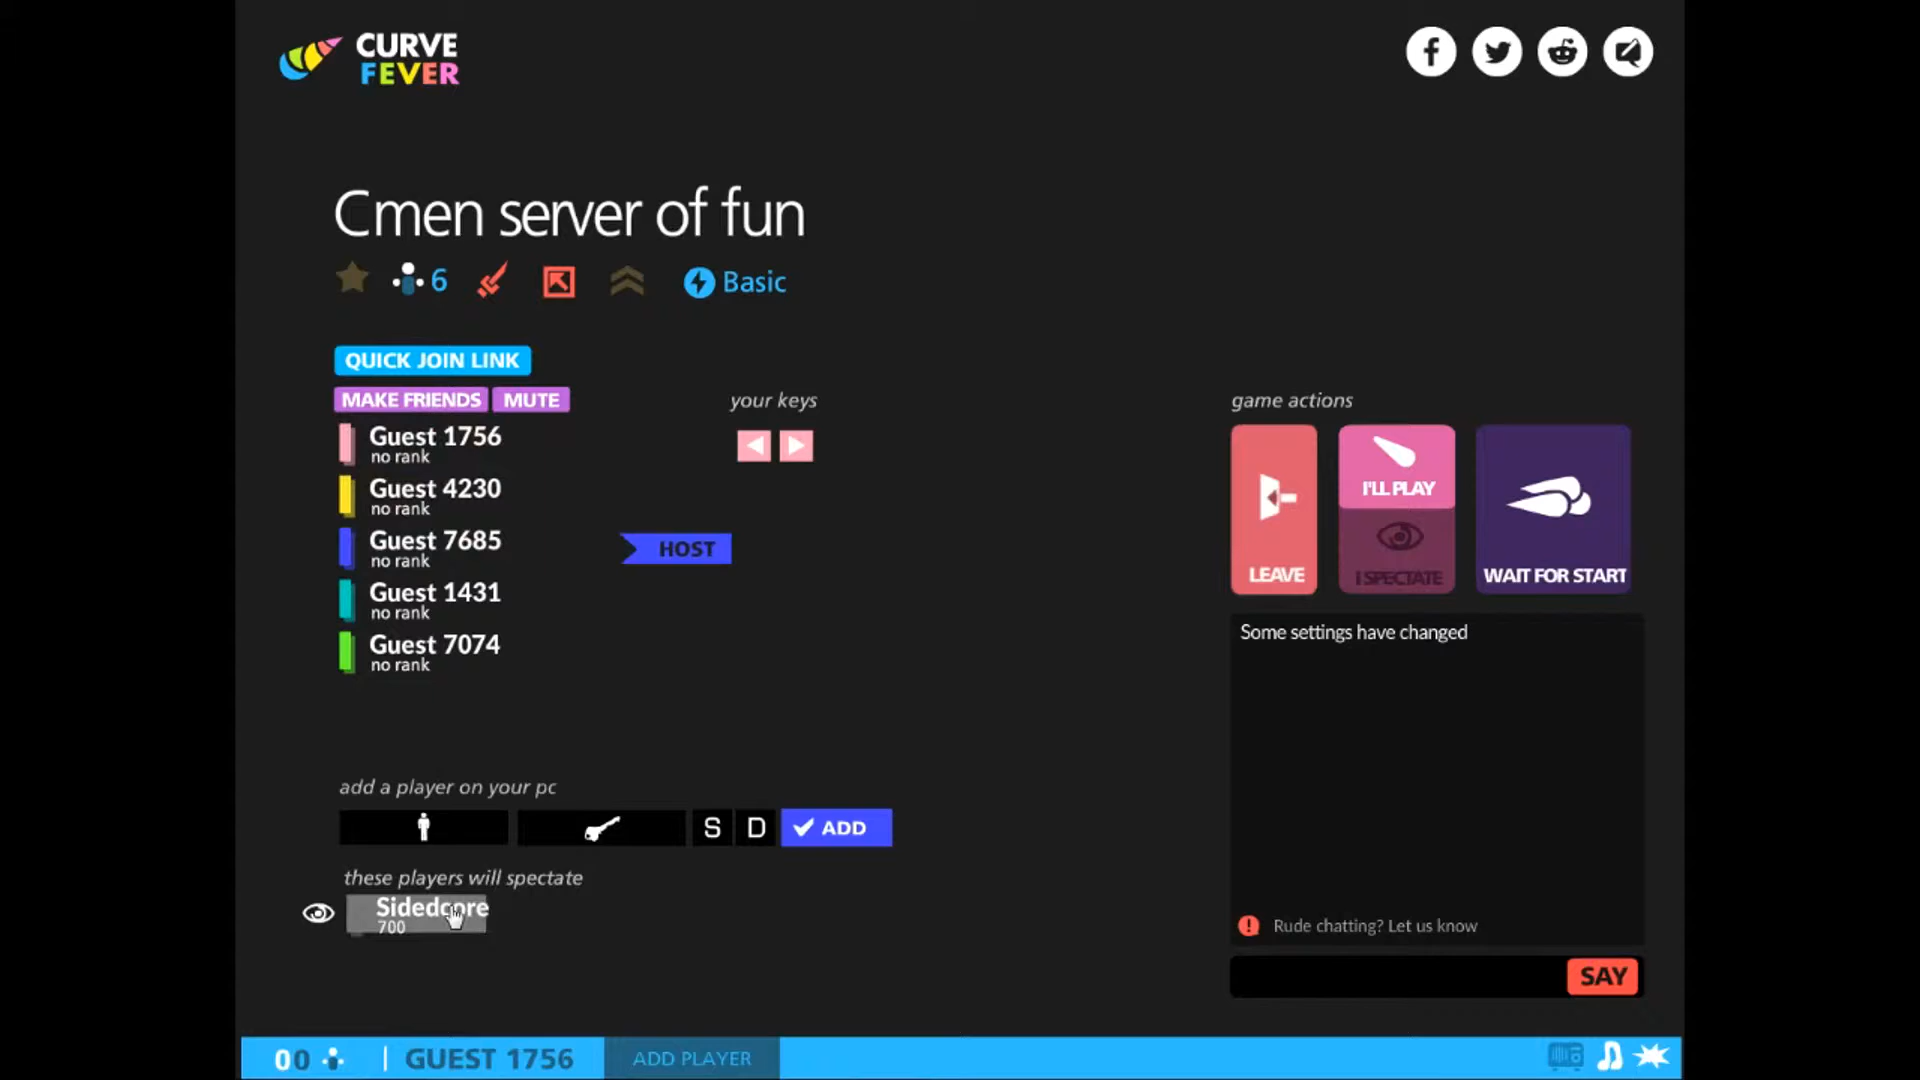 CURVE
FEVER
Cmen server of fun
6
Basic
QUICK JOIN LINK
MAKE FRIENDS MUTE
your keys
Guest 1756
no rank
Guest 4230
no rank
Guest 7685
no rank
HOST
Guest 1431
no rank
Guest 7074
no rank
game actions
LEAVE
I'LL PLAY
I SPECTATE
WAIT FOR START
Some settings have changed
Rude chatting? Let us know
SAY
add a player on your pc
S D ADD
these players will spectate
Sidedcore
700
00 | GUEST 1756 ADD PLAYER